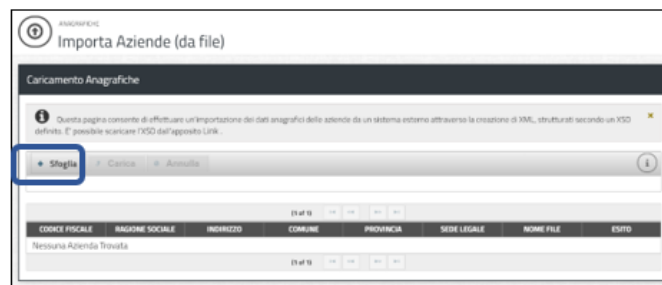 ANAGRAFICHE
Importa Aziende (da file)
Caricamento Anagrafiche
Questa pagina consente di effettuare un'importazione dei dati anagrafici delle aziende da un sistema esterno attraverso la creazione di XML, strutturati secondo un XSD
definito. E' possibile scaricare l'XSD dall'apposito Link .
Sfoglia Carica Annulla
(1 of 1)
CODICE FISCALE RAGIONE SOCIALE INDIRIZZO COMUNE PROVINCIA SEDE LEGALE NOME FILE ESITO
Nessuna Azienda Trovata
(1 of 1)